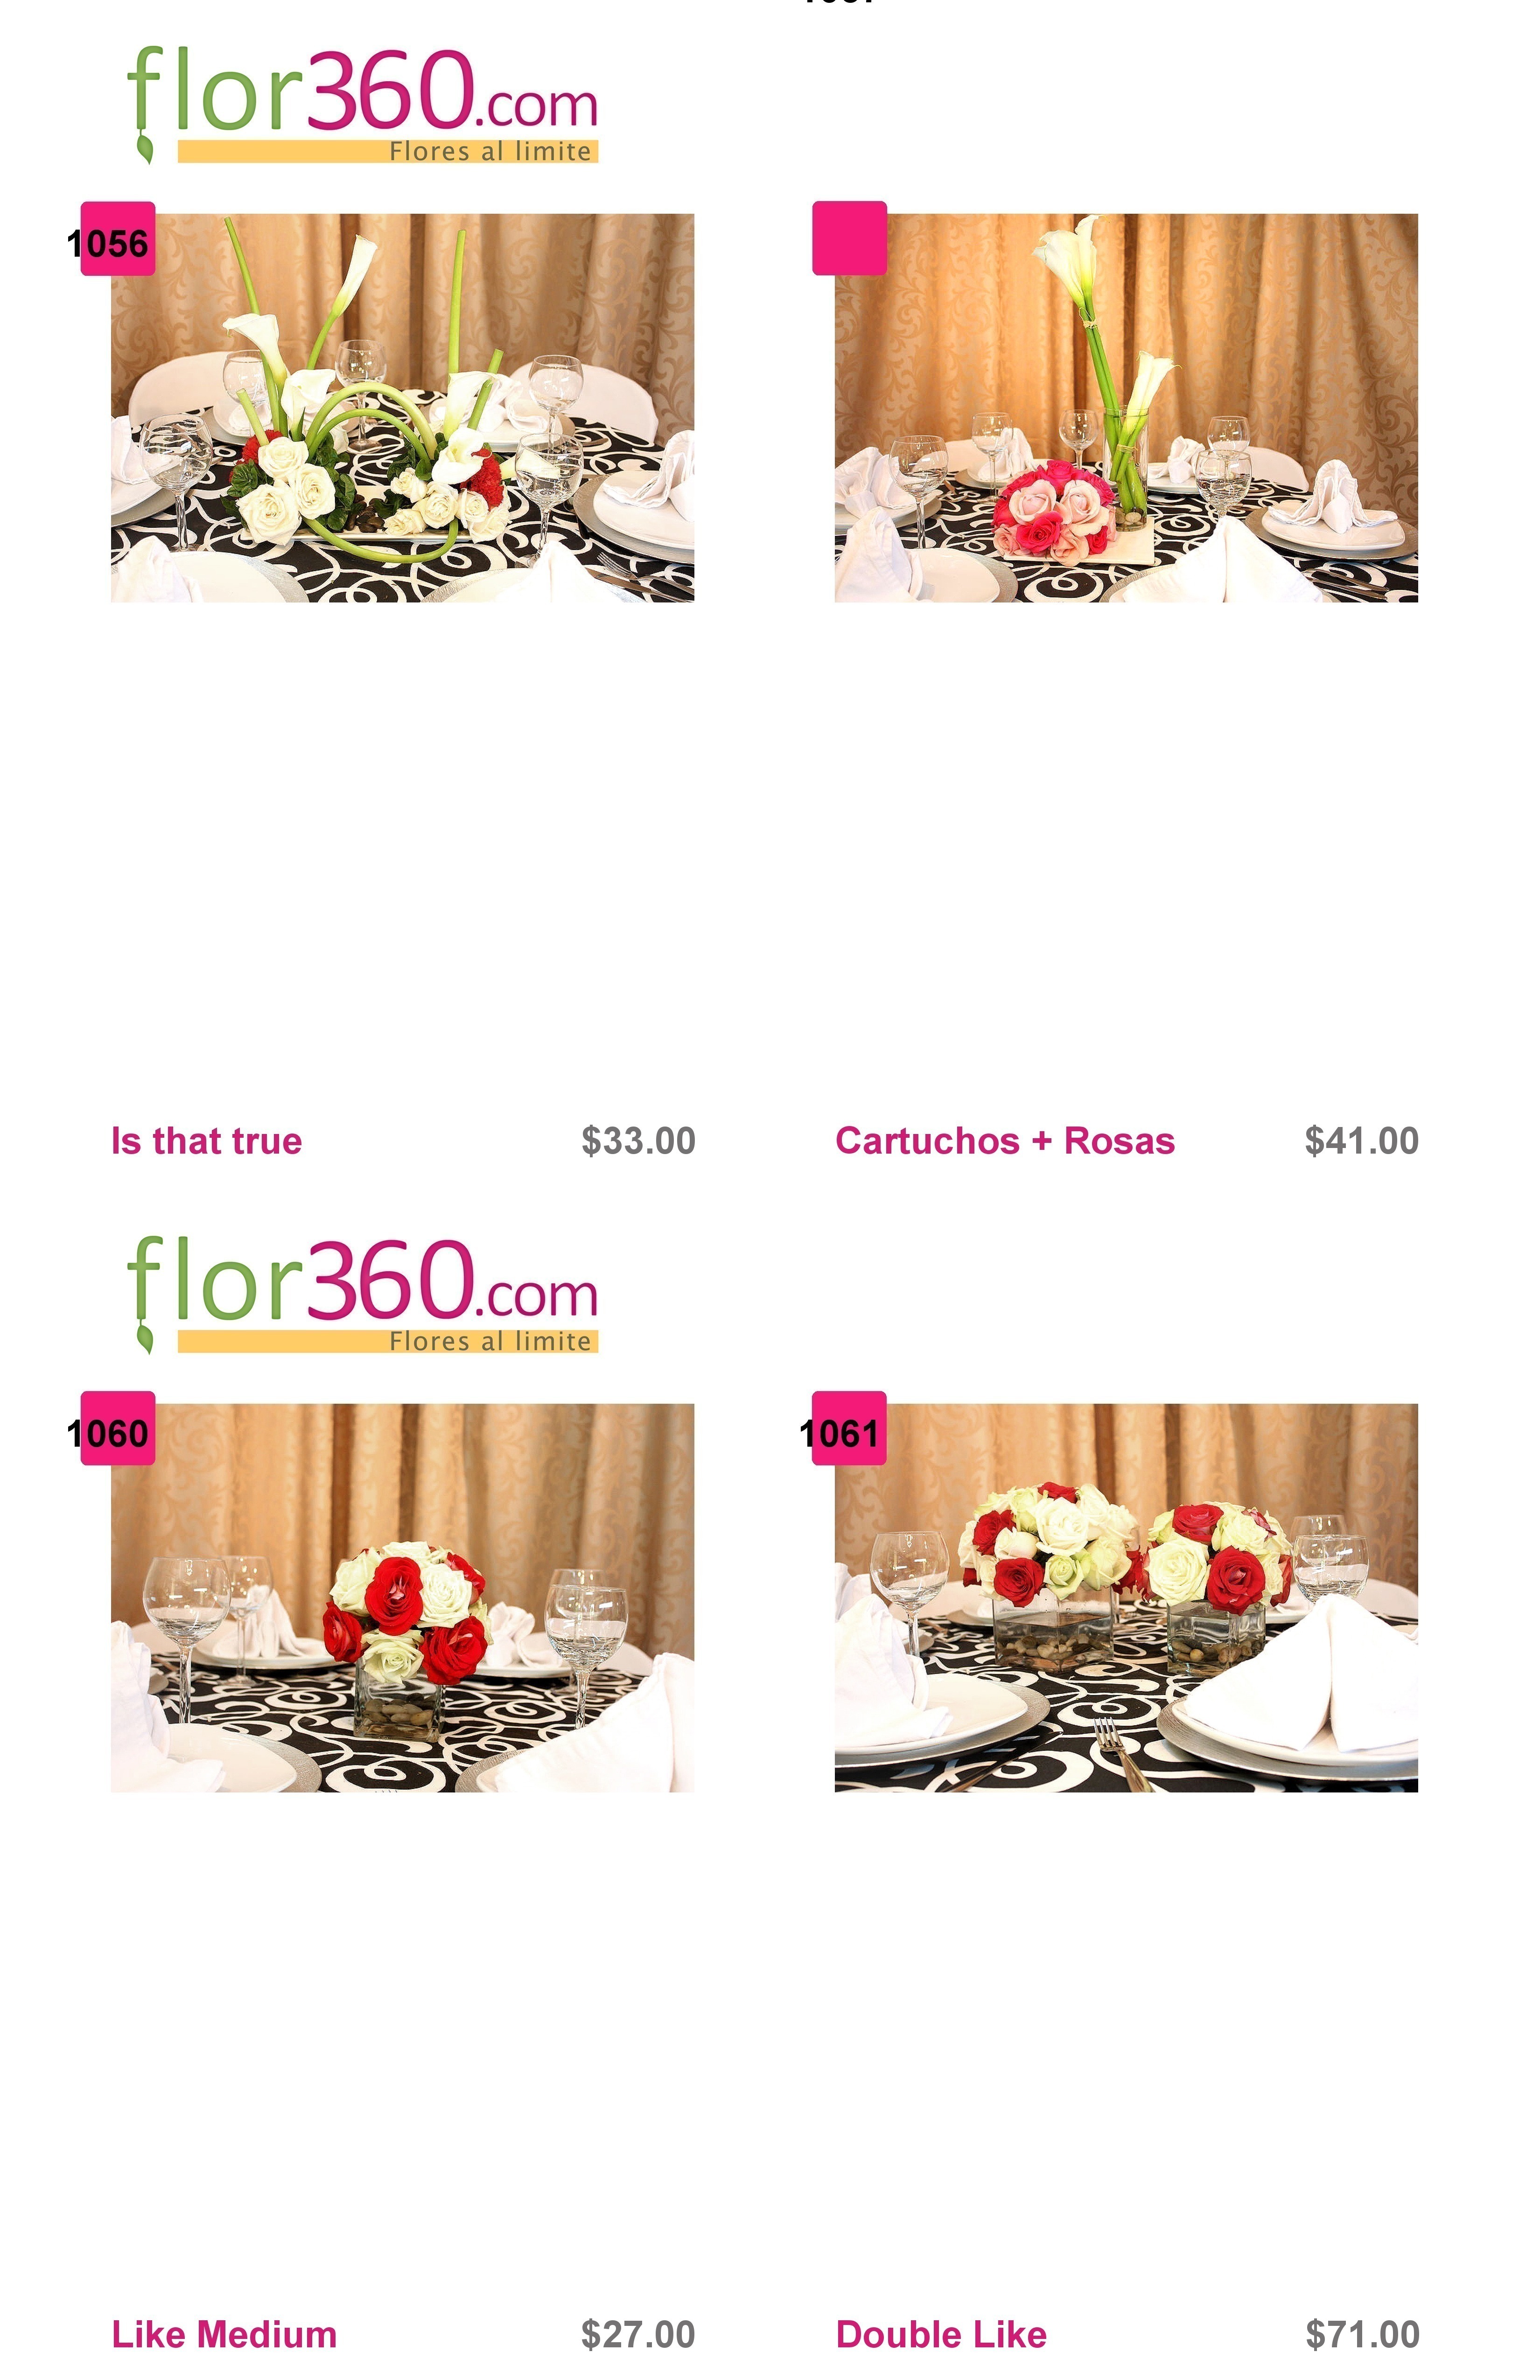 flor360.com
Flores al limite
1056
Is that true $33.00
Cartuchos + Rosas $41.00
flor360.com
Flores al limite
1060
1061
Like Medium $27.00
Double Like $71.00